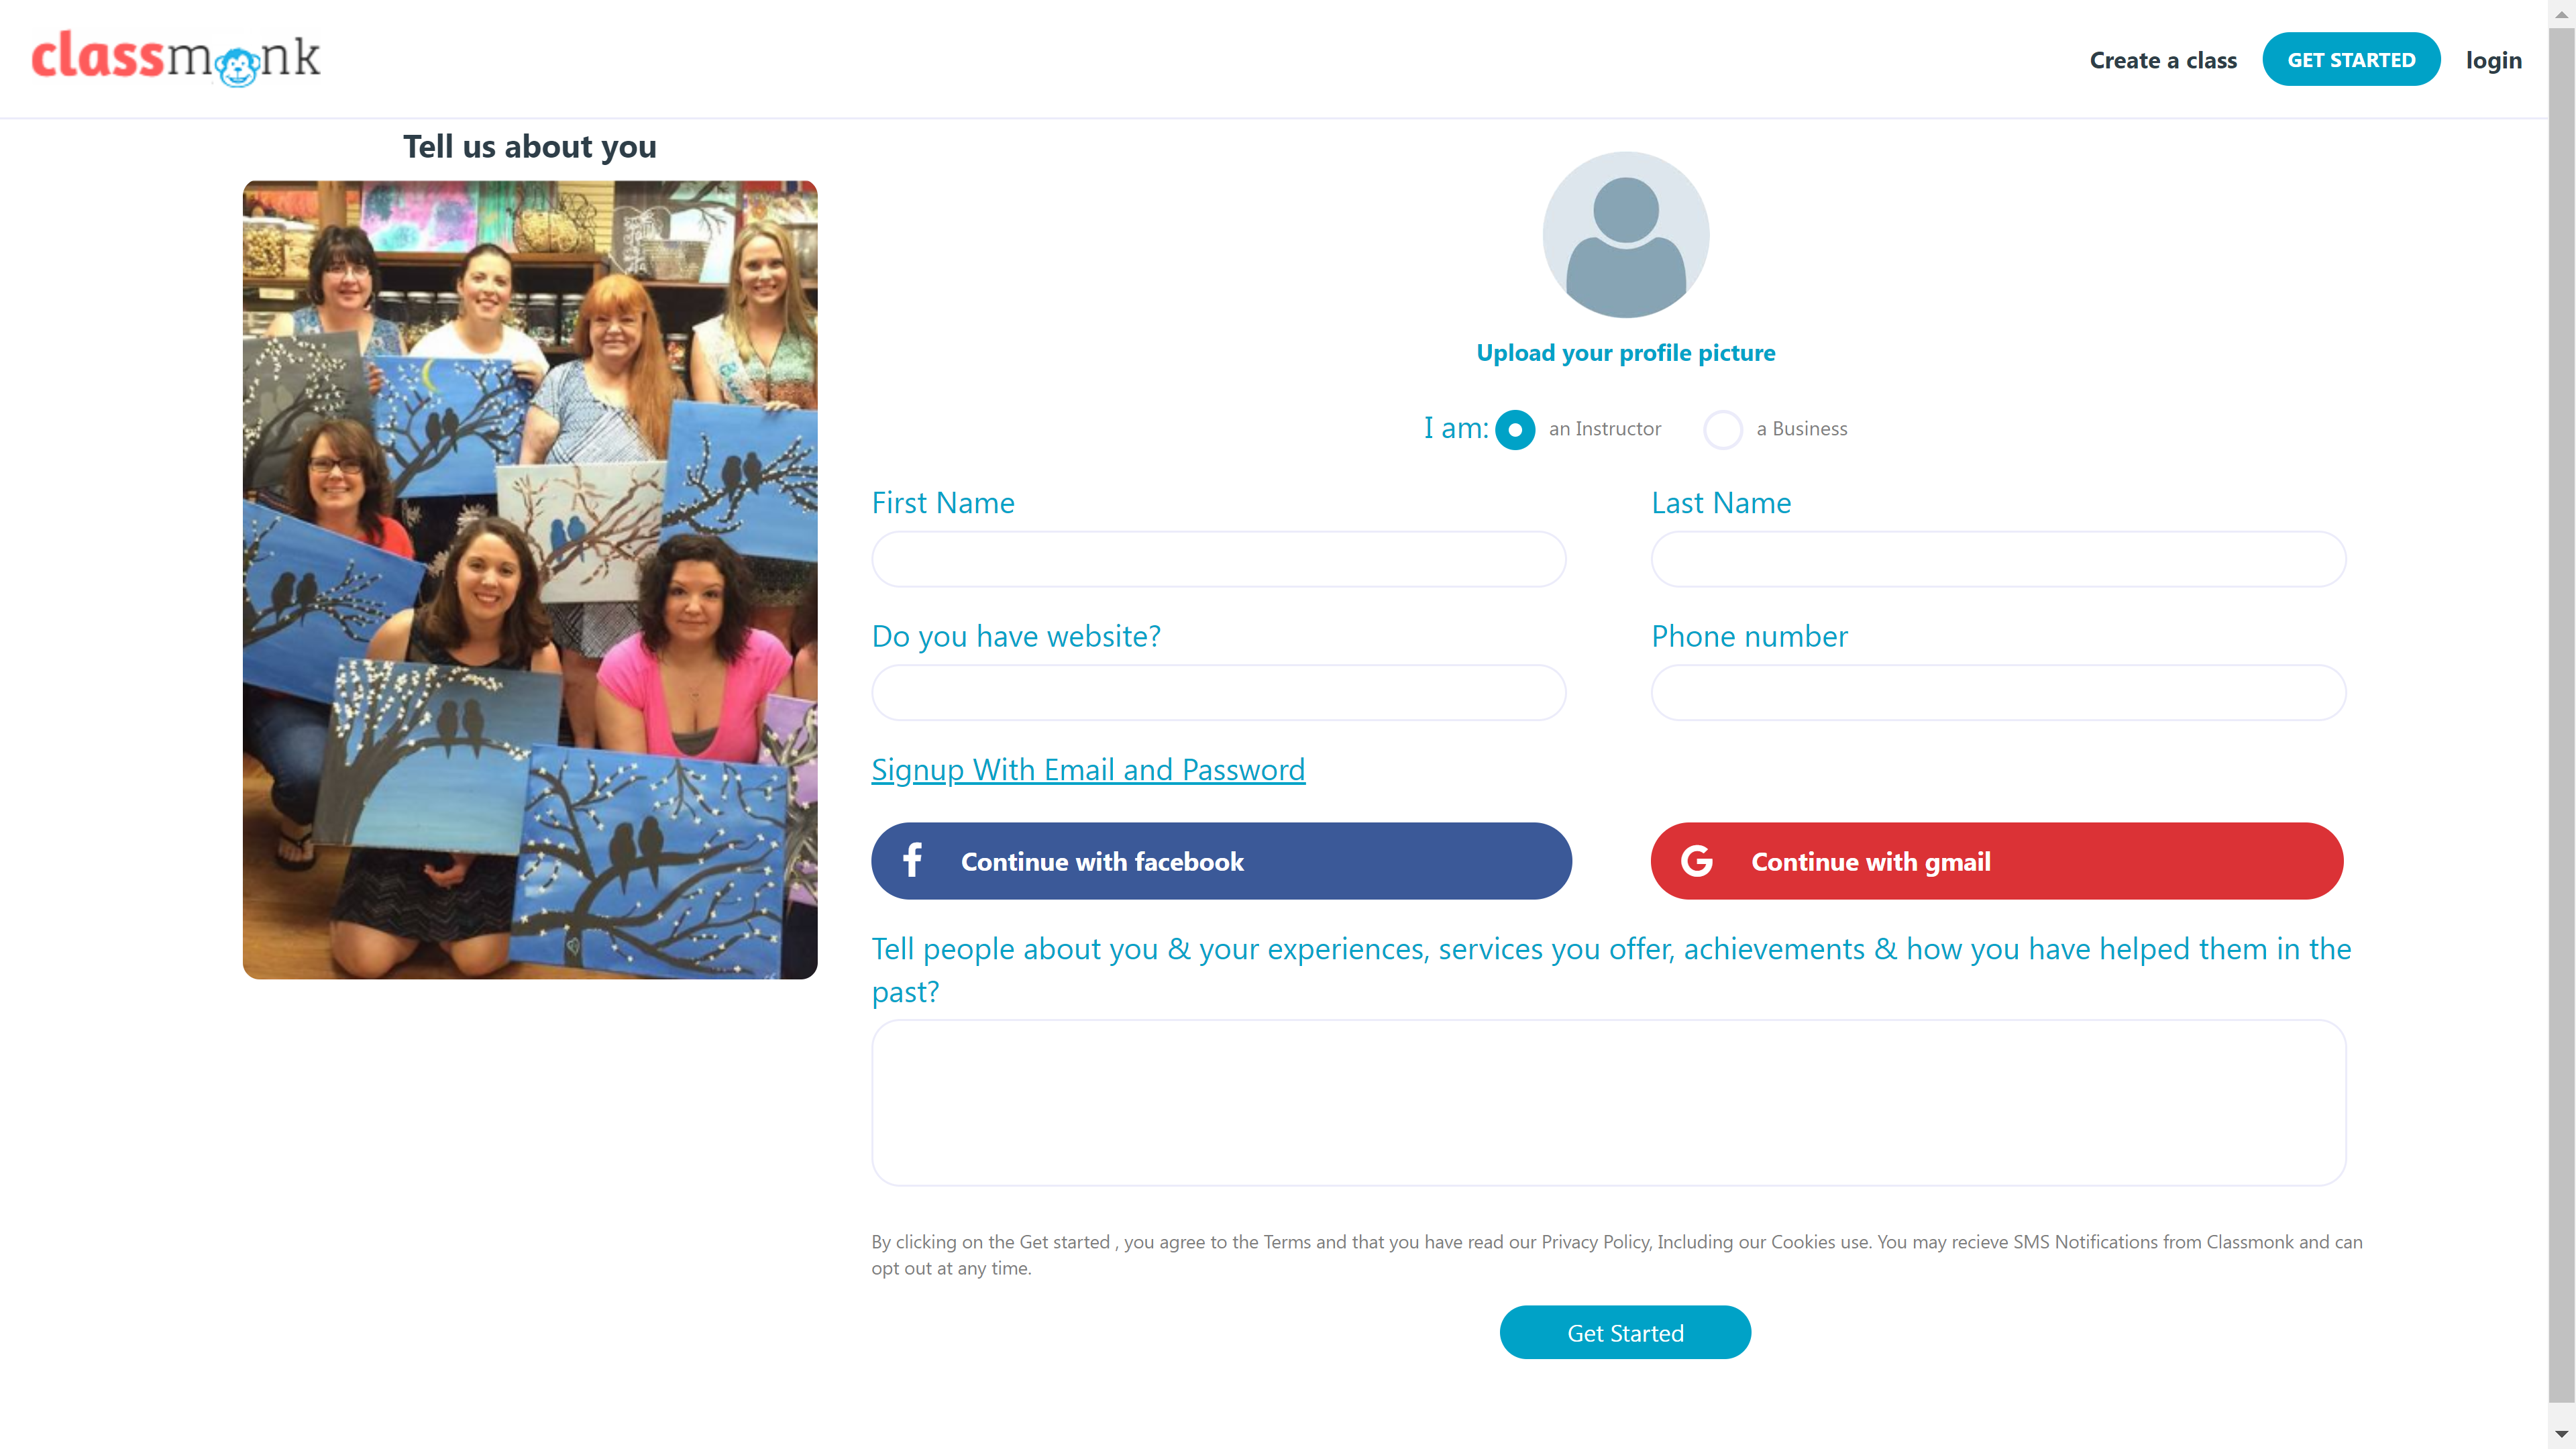 classmonk
Create a class
GET STARTED
login
Tell us about you
Upload your profile picture
I am:
an Instructor
a Business
First Name
Last Name
Do you have website?
Phone number
Signup With Email and Password
Continue with facebook
Continue with gmail
Tell people about you & your experiences, services you offer, achievements & how you have helped them in the
past?
By clicking on the Get started , you agree to the Terms and that you have read our Privacy Policy, Including our Cookies use. You may recieve SMS Notifications from Classmonk and can
opt out at any time.
Get Started